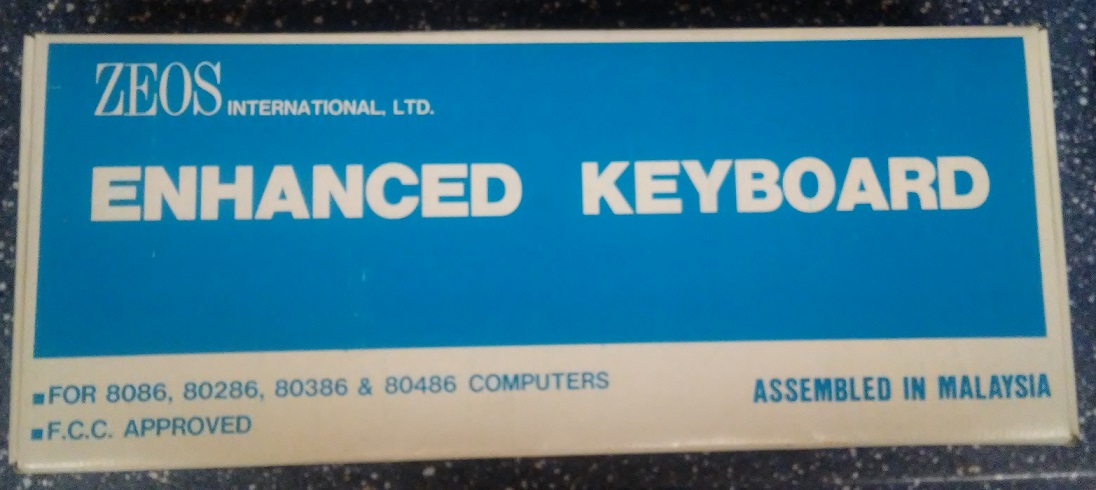 ZEOS INTERNATIONAL, LTD.
ENHANCED KEYBOARD
FOR 8086, 80286, 80386 & 80486 COMPUTERS
ASSEMBLED IN MALAYSIA
F.C.C. APPROVED